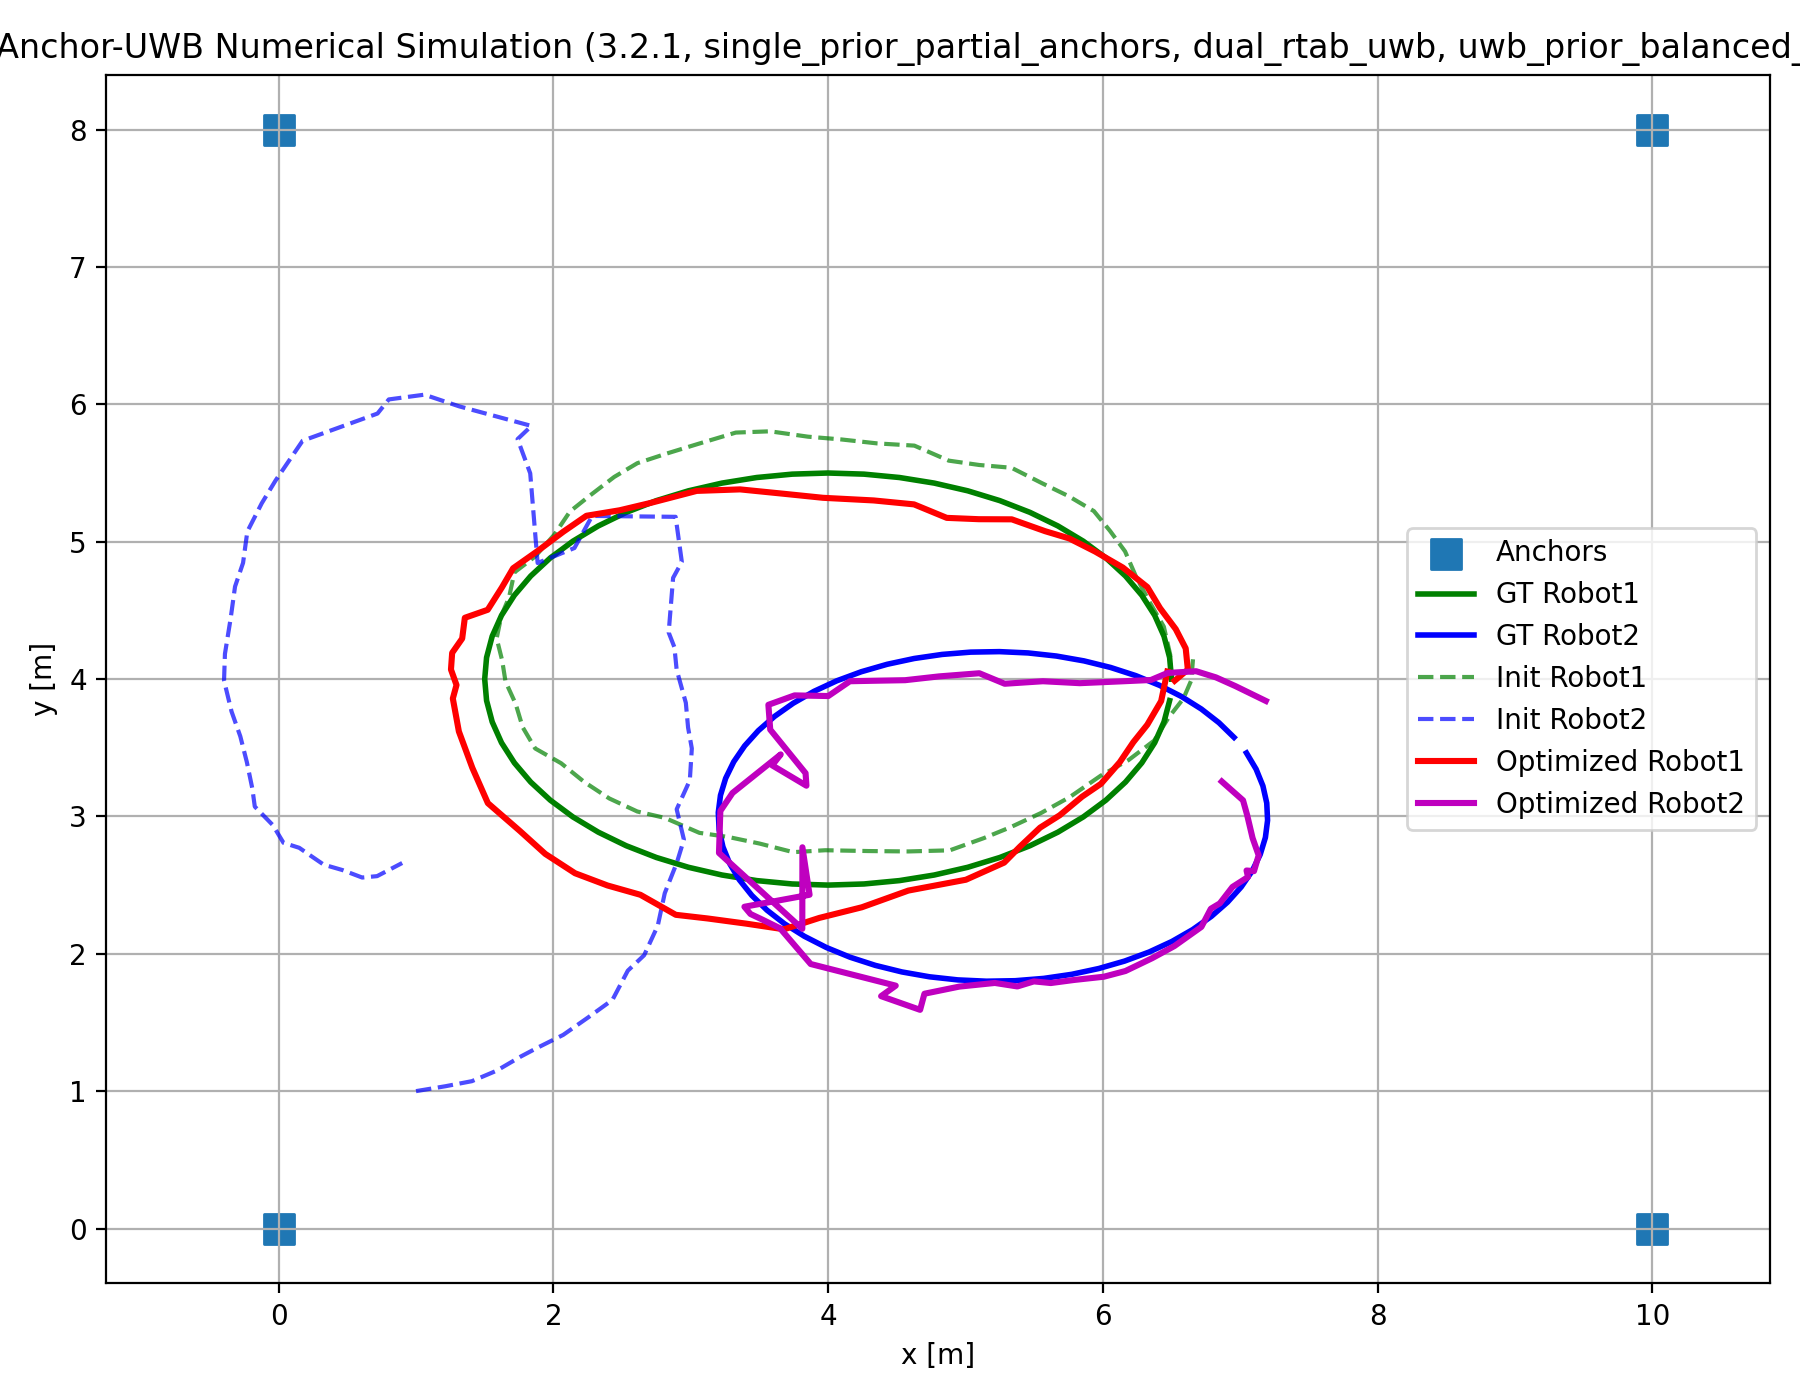 Anchor-UWB Numerical Simulation (3.2.1, single_prior_partial_anchors, dual_rtab_uwb, uwb_prior_balanced_
8
7
6
5
4
3
2
1
0
y [m]
Anchors
GT Robot1
GT Robot2
Init Robot1
Init Robot2
Optimized Robot1
Optimized Robot2
0 2 4 6 8 10
x [m]